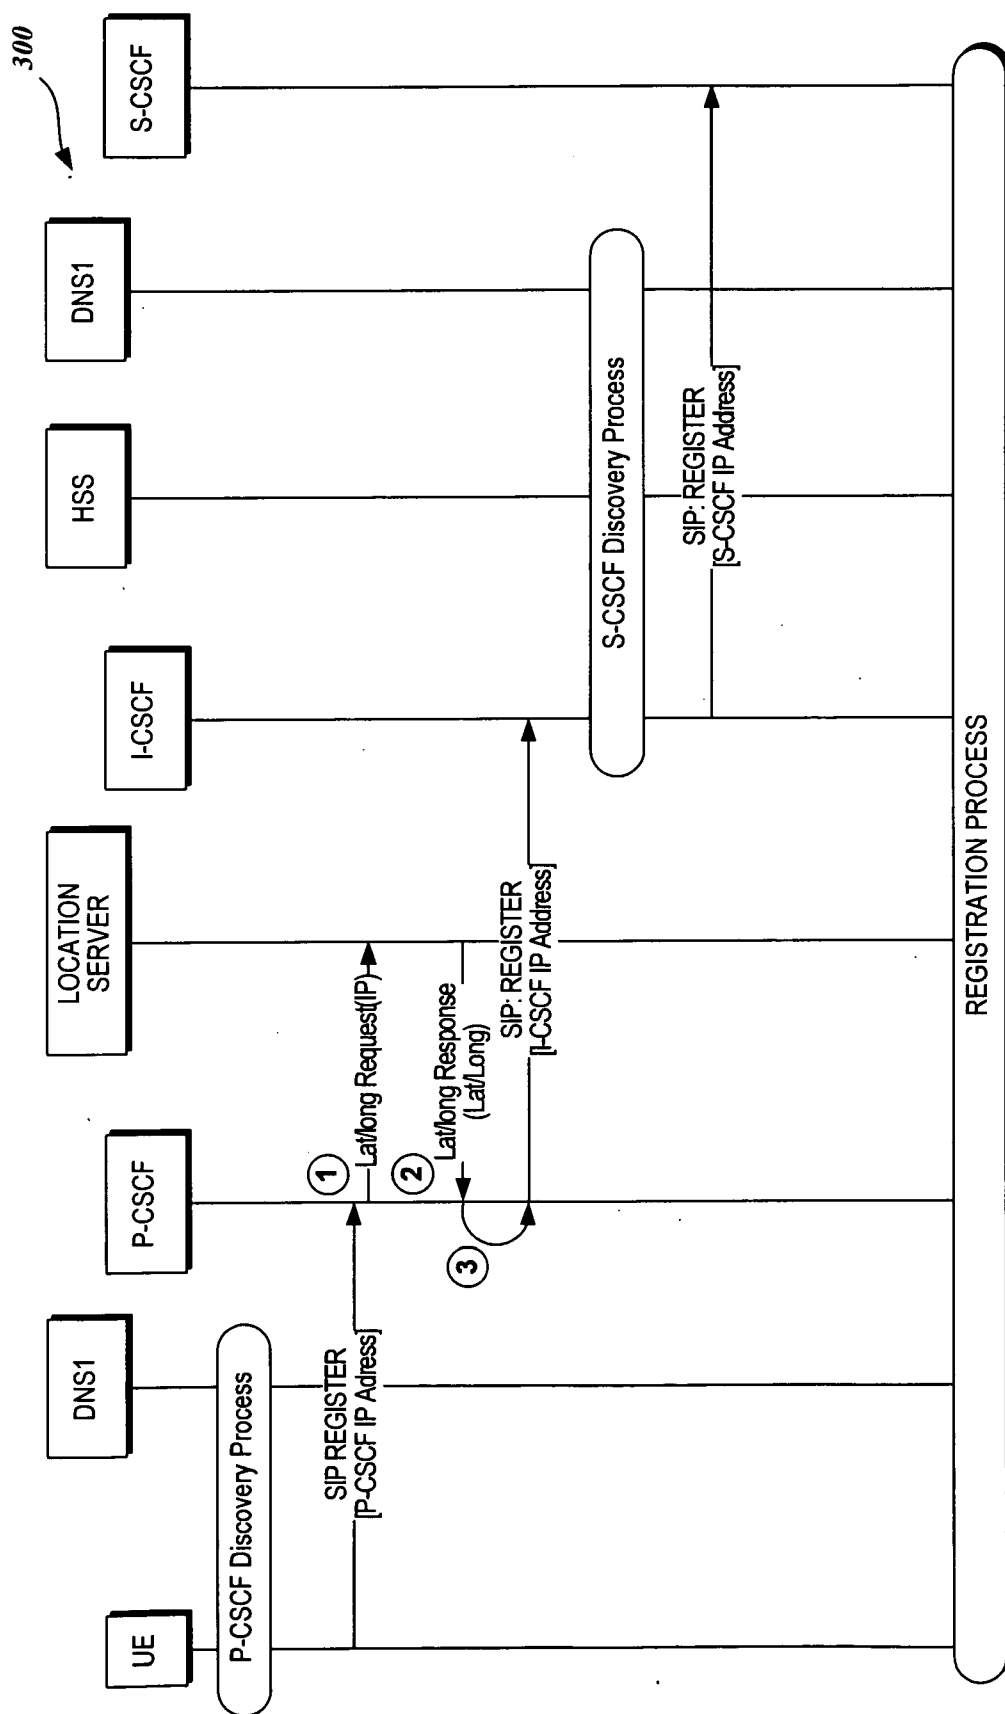 300
UE
DNS1
P-CSCF
LOCATION
SERVER
I-CSCF
HSS
DNS1
S-CSCF
P-CSCF Discovery Process
SIP REGISTER
[P-CSCF IP Adress]
1
Lat/long Request(IP)
2
Lat/long Response
(Lat/Long)
3
SIP: REGISTER
[I-CSCF IP Address]
S-CSCF Discovery Process
SIP: REGISTER
[S-CSCF IP Address]
REGISTRATION PROCESS